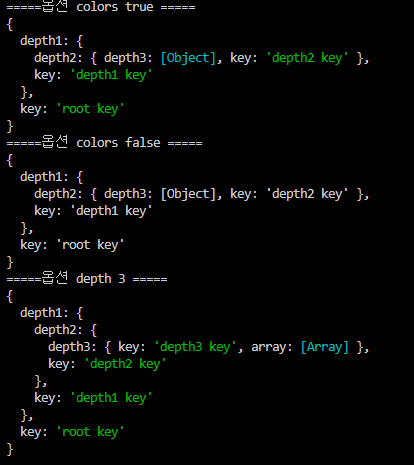 =====옵션 colors true =====
{
  depth1: {
    depth2: { depth3: [Object], key: 'depth2 key' },
    key: 'depth1 key'
  },
  key: 'root key'
}
=====옵션 colors false =====
{
  depth1: {
    depth2: { depth3: [Object], key: 'depth2 key' },
    key: 'depth1 key'
  },
  key: 'root key'
}
=====옵션 depth 3 =====
{
  depth1: {
    depth2: {
      depth3: { key: 'depth3 key', array: [Array] },
      key: 'depth2 key'
    },
    key: 'depth1 key'
  },
  key: 'root key'
}